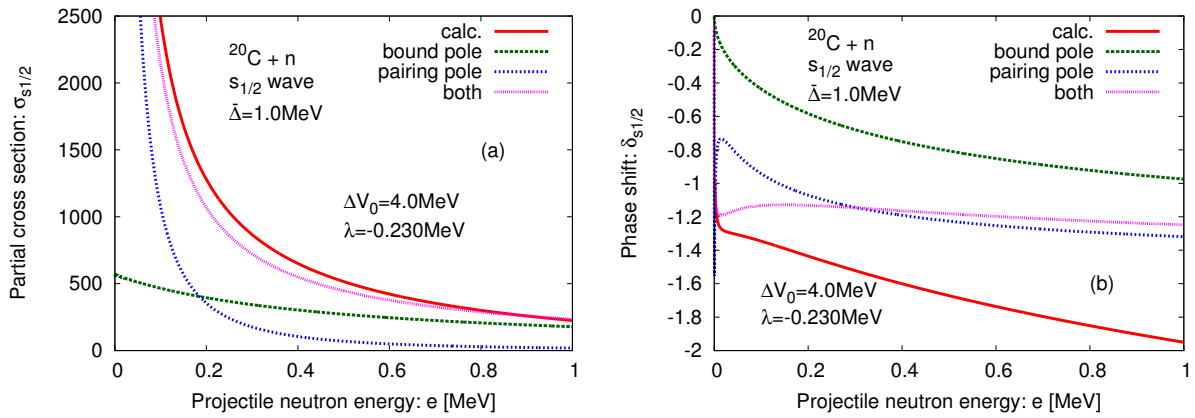 2500
2000
1500
1000
500
0
0
0.2
0.4
0.6
0.8
1
Partial cross section: σs1/2
Projectile neutron energy: e [MeV]
20C + n
s1/2 wave
Δ̄=1.0MeV
calc.
bound pole
pairing pole
both
(a)
ΔV0=4.0MeV
λ=-0.230MeV
0
-0.2
-0.4
-0.6
-0.8
-1
-1.2
-1.4
-1.6
-1.8
-2
0
0.2
0.4
0.6
0.8
1
Phase shift: δs1/2
Projectile neutron energy: e [MeV]
20C + n
s1/2 wave
Δ̄=1.0MeV
calc.
bound pole
pairing pole
both
(b)
ΔV0=4.0MeV
λ=-0.230MeV